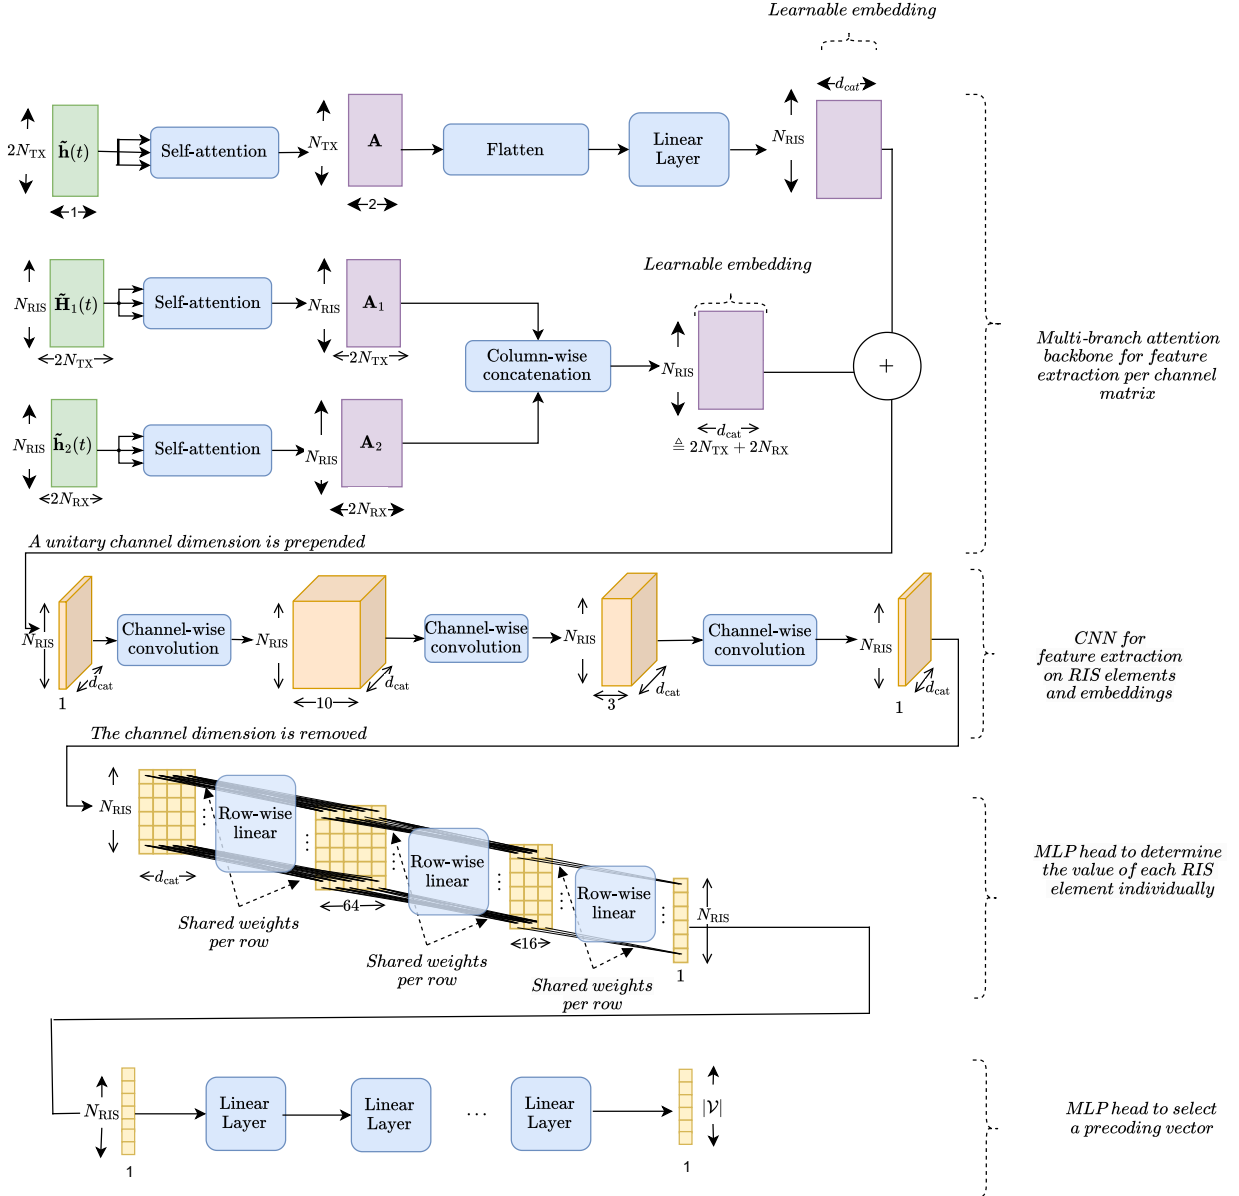 Learnable embedding
d_cat
2N_TX
h̃(t)
1
Self-attention
N_TX
A
2
Flatten
Linear
Layer
N_RIS
Learnable embedding
N_RIS
H̃_1(t)
2N_TX
Self-attention
N_RIS
A_1
2N_TX
Column-wise
concatenation
N_RIS
d_cat
≜ 2N_TX + 2N_RX
+
N_RIS
h̃_2(t)
2N_RX
Self-attention
N_RIS
A_2
2N_RX
Multi-branch attention
backbone for feature
extraction per channel
matrix
A unitary channel dimension is prepended
N_RIS
d_cat
1
Channel-wise
convolution
N_RIS
d_cat
10
Channel-wise
convolution
N_RIS
d_cat
3
Channel-wise
convolution
N_RIS
d_cat
1
CNN for
feature extraction
on RIS elements
and embeddings
The channel dimension is removed
N_RIS
d_cat
Row-wise
linear
Shared weights
per row
64
Row-wise
linear
Shared weights
per row
16
Row-wise
linear
Shared weights
per row
N_RIS
1
MLP head to determine
the value of each RIS
element individually
N_RIS
1
Linear
Layer
Linear
Layer
...
Linear
Layer
|𝒱|
1
MLP head to select
a precoding vector